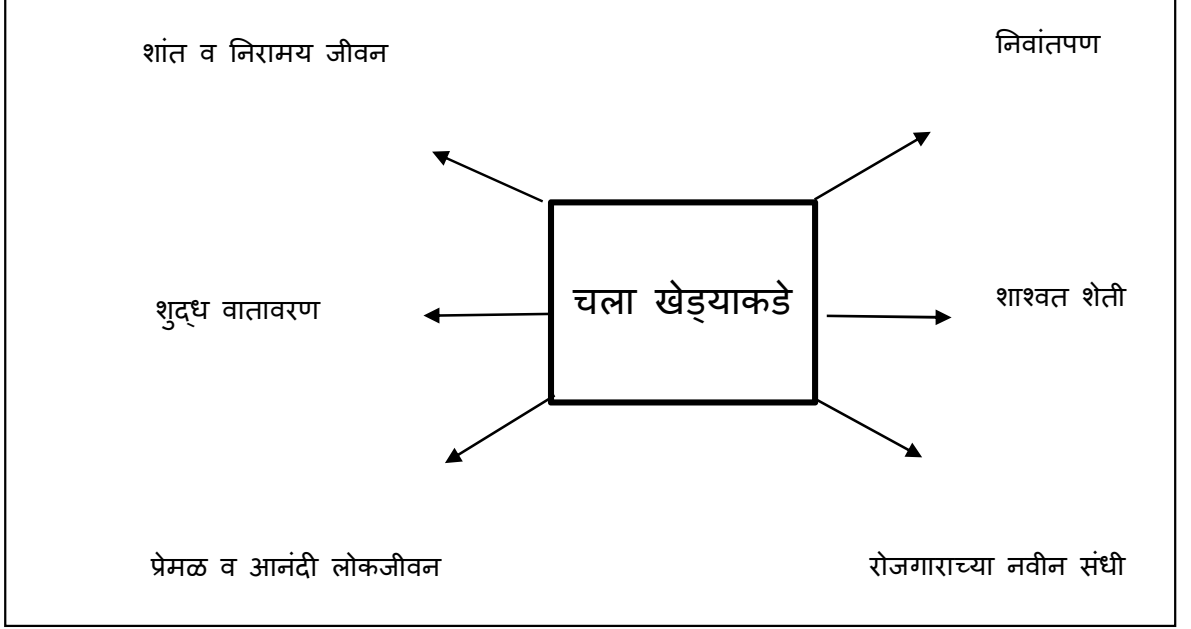 शांत व निरामय जीवन
निवांतपण
चला खेड्याकडे
शुद्ध वातावरण
शाश्वत शेती
प्रेमळ व आनंदी लोकजीवन
रोजगाराच्या नवीन संधी